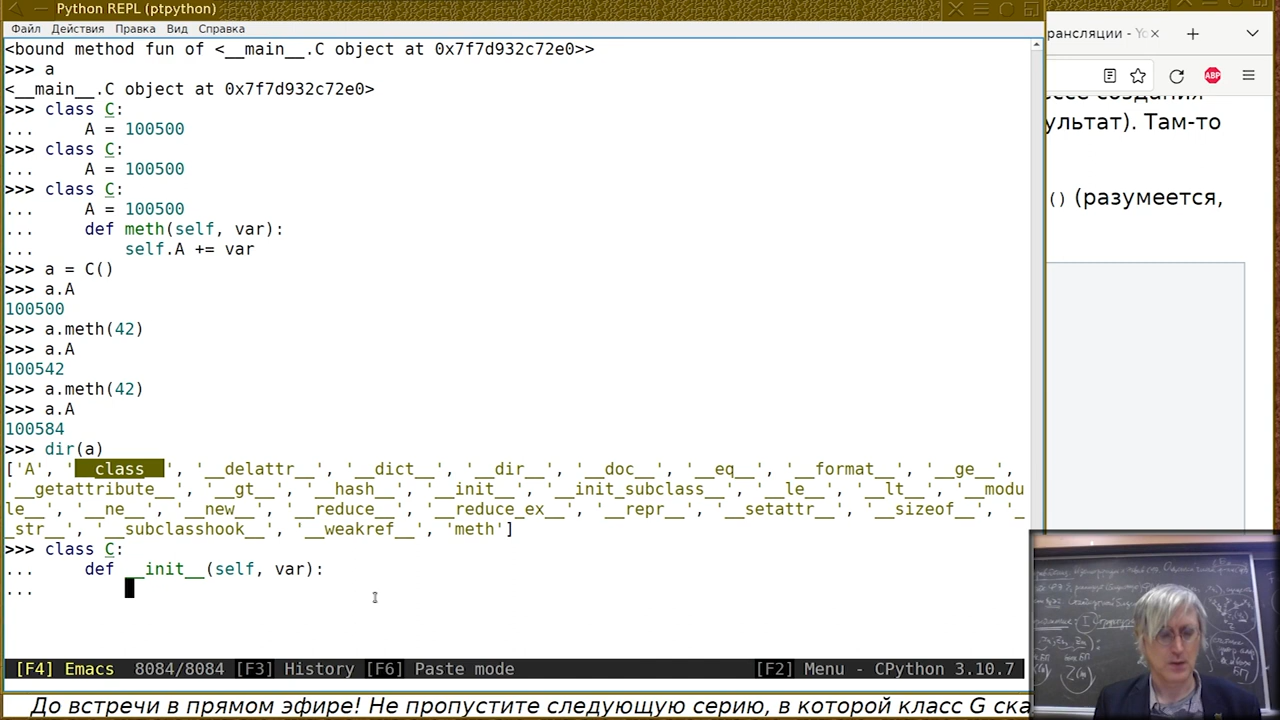 Python REPL (ptpython)
Файл Действия Правка Вид Справка
<bound method fun of <__main__.C object at 0x7f7d932c72e0>>
>>> a
<__main__.C object at 0x7f7d932c72e0>
>>> class C:
...     A = 100500
>>> class C:
...     A = 100500
>>> class C:
...     A = 100500
...     def meth(self, var):
...         self.A += var
>>> a = C()
>>> a.A
100500
>>> a.meth(42)
>>> a.A
100542
>>> a.meth(42)
>>> a.A
100584
>>> dir(a)
['A', '__class__', '__delattr__', '__dict__', '__dir__', '__doc__', '__eq__', '__format__', '__ge__',
'__getattribute__', '__gt__', '__hash__', '__init__', '__init_subclass__', '__le__', '__lt__', '__modu
le__', '__ne__', '__new__', '__reduce__', '__reduce_ex__', '__repr__', '__setattr__', '__sizeof__', '_
_str__', '__subclasshook__', '__weakref__', 'meth']
>>> class C:
...     def __init__(self, var):
...
[F4] Emacs 8084/8084 [F3] History [F6] Paste mode [F2] Menu - CPython 3.10.7
рансляции -
ABP
ультат). Там-то
() (разумеется,
До встречи в прямом эфире! Не пропустите следующую серию, в которой класс G ска